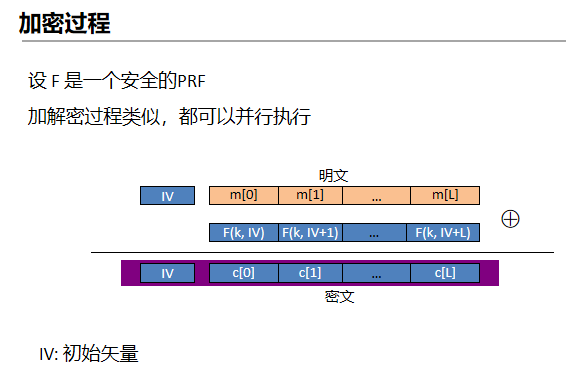 加密过程
设 F 是一个安全的PRF
加解密过程类似，都可以并行执行
明文
IV m[0] m[1] ... m[L]
F(k, IV) F(k, IV+1) ... F(k, IV+L) ⊕
IV c[0] c[1] ... c[L]
密文
IV: 初始矢量